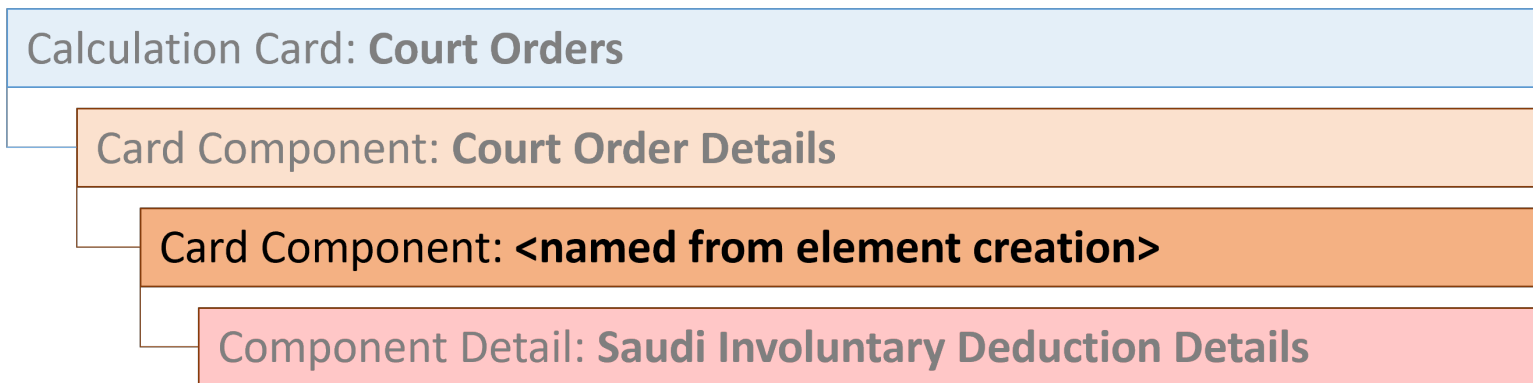 Calculation Card: Court Orders
Card Component: Court Order Details
Card Component: <named from element creation>
Component Detail: Saudi Involuntary Deduction Details